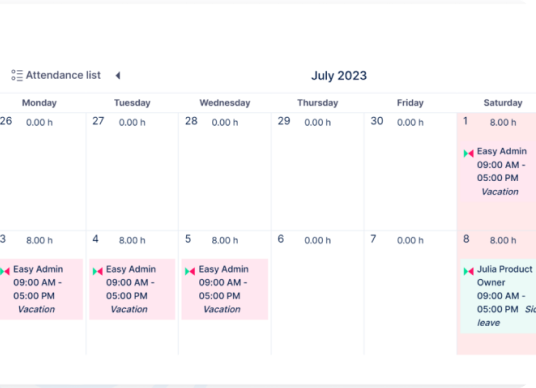 Attendance list
July 2023
Monday Tuesday Wednesday Thursday Friday Saturday
26 0.00 h 27 0.00 h 28 0.00 h 29 0.00 h 30 0.00 h 1 8.00 h
Easy Admin
09:00 AM -
05:00 PM
Vacation
3 8.00 h 4 8.00 h 5 8.00 h 6 0.00 h 7 0.00 h 8 8.00 h
Easy Admin
09:00 AM -
05:00 PM
Vacation
Easy Admin
09:00 AM -
05:00 PM
Vacation
Easy Admin
09:00 AM -
05:00 PM
Vacation
Julia Product
Owner
09:00 AM -
05:00 PM
leave